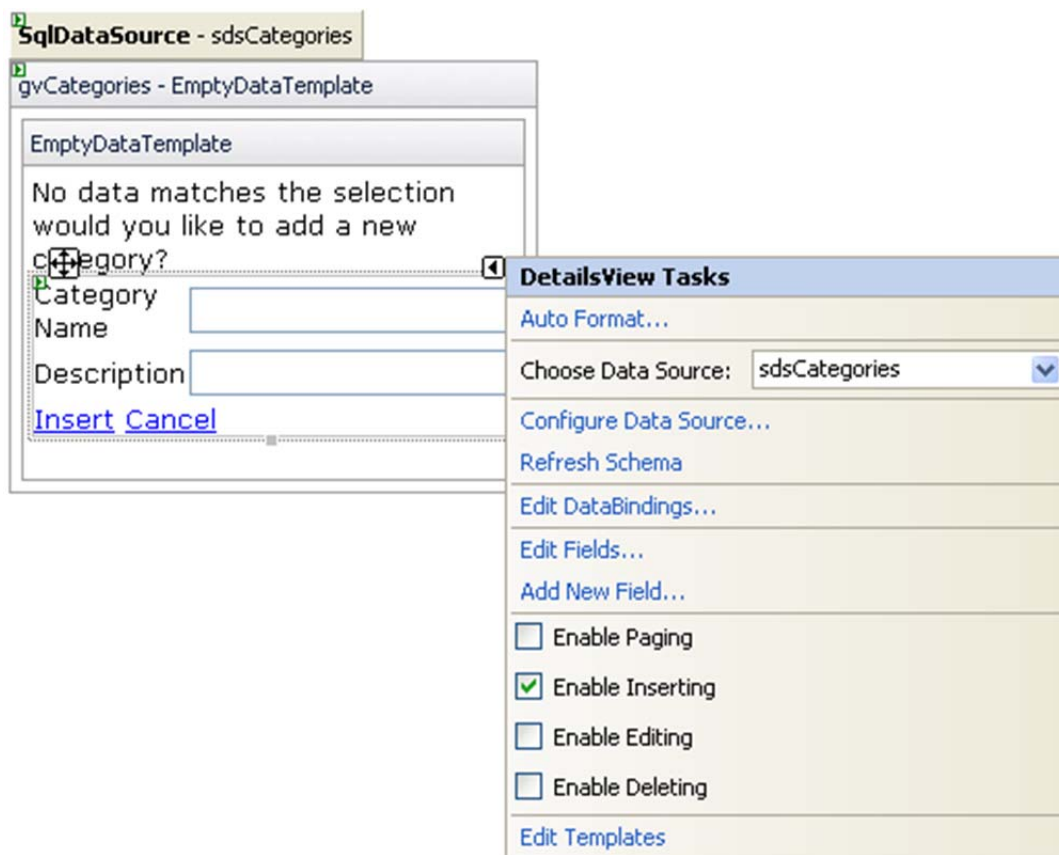 SqlDataSource - sdsCategories
gvCategories - EmptyDataTemplate
EmptyDataTemplate
No data matches the selection
would you like to add a new
category?
Category
Name
Description
Insert Cancel
DetailsView Tasks
Auto Format...
Choose Data Source: sdsCategories
Configure Data Source...
Refresh Schema
Edit DataBindings...
Edit Fields...
Add New Field...
Enable Paging
Enable Inserting
Enable Editing
Enable Deleting
Edit Templates